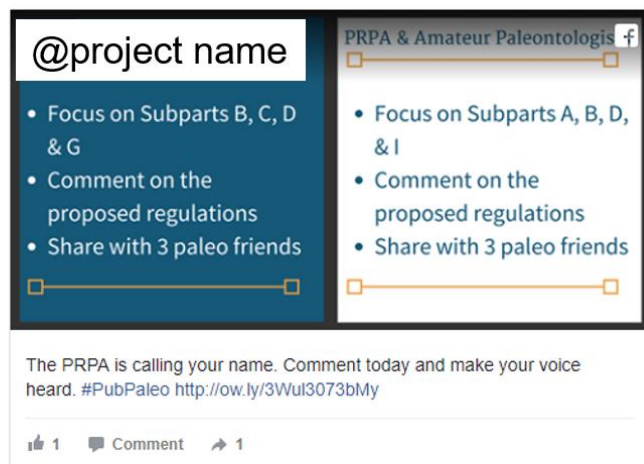 @project name
• Focus on Subparts B, C, D
& G
• Comment on the
proposed regulations
• Share with 3 paleo friends
PRPA & Amateur Paleontologis
• Focus on Subparts A, B, D,
& I
• Comment on the
proposed regulations
• Share with 3 paleo friends
The PRPA is calling your name. Comment today and make your voice
heard. #PubPaleo http://ow.ly/3Wul3073bMy
1 Comment 1